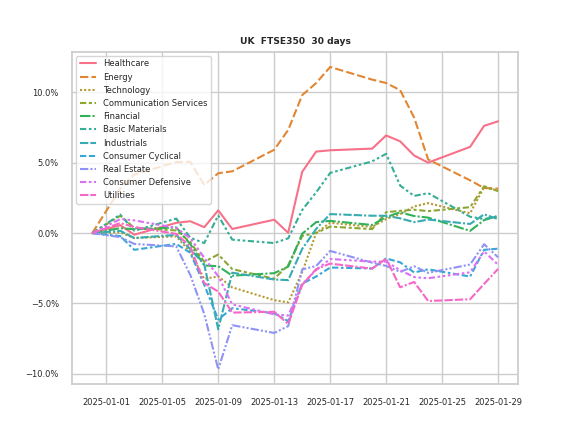 UK FTSE350 30 days
Healthcare
Energy
Technology
Communication Services
Financial
Basic Materials
Industrials
Consumer Cyclical
Real Estate
Consumer Defensive
Utilities
10.0%
5.0%
0.0%
−5.0%
−10.0%
2025-01-01 2025-01-05 2025-01-09 2025-01-13 2025-01-17 2025-01-21 2025-01-25 2025-01-29